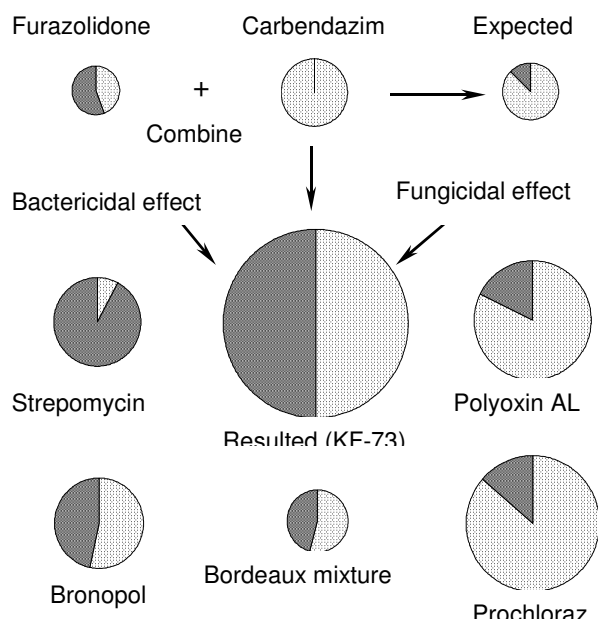 Furazolidone Carbendazim Expected
+
Combine
Bactericidal effect Fungicidal effect
Strepomycin Polyoxin AL
Resulted (KF-73)
Bronopol Bordeaux mixture Prochloraz